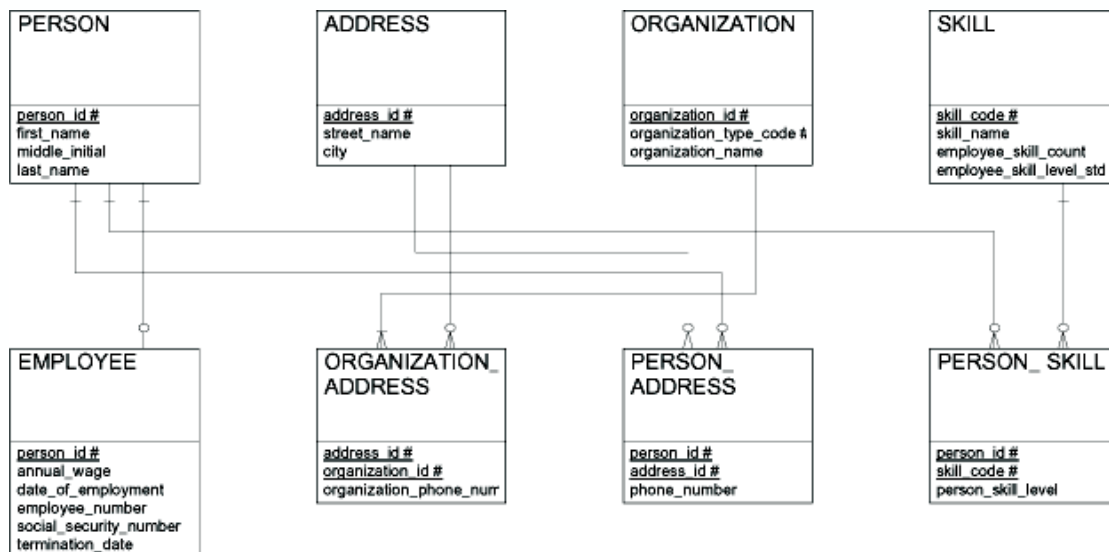 PERSON
person_id #
first_name
middle_initial
last_name
ADDRESS
address_id #
street_name
city
ORGANIZATION
organization_id #
organization_type_code #
organization_name
SKILL
skill_code #
skill_name
employee_skill_count
employee_skill_level_std
EMPLOYEE
person_id #
annual_wage
date_of_employment
employee_number
social_security_number
termination_date
ORGANIZATION_
ADDRESS
address_id #
organization_id #
organization_phone_num
PERSON_
ADDRESS
person_id #
address_id #
phone_number
PERSON_ SKILL
person_id #
skill_code #
person_skill_level